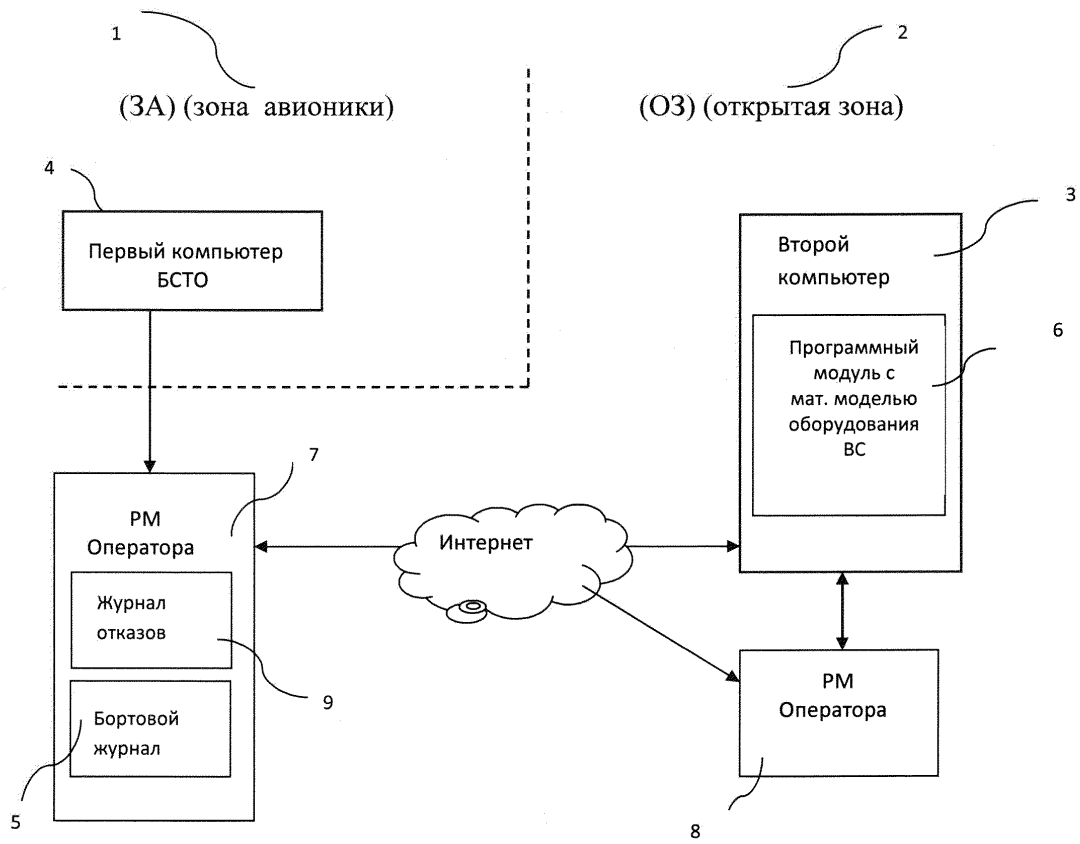 1
2
(ЗА) (зона авионики)
(ОЗ) (открытая зона)
4
Первый компьютер
БСТО
3
Второй
компьютер
6
Программный
модуль с
мат. моделью
оборудования
ВС
7
РМ
Оператора
Интернет
Журнал
отказов
9
Бортовой
журнал
5
РМ
Оператора
8